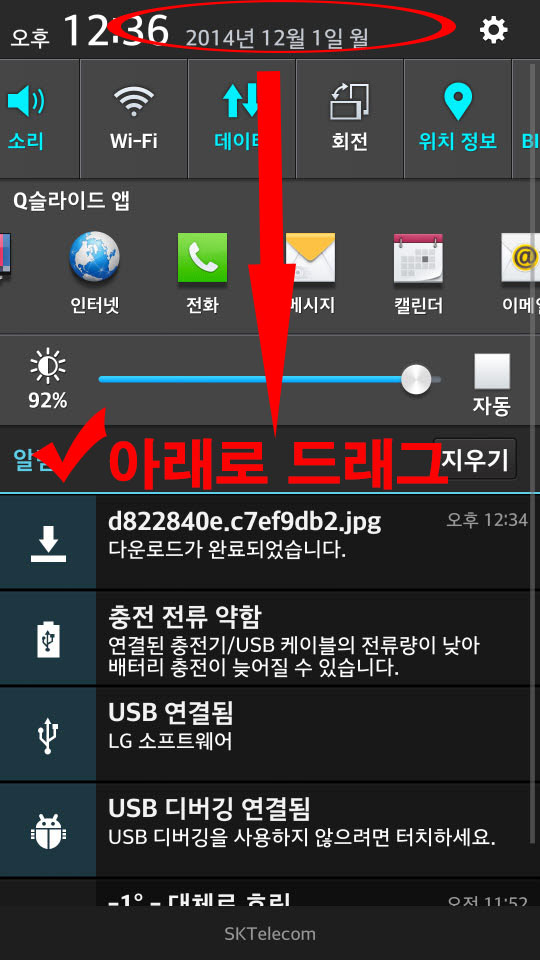 오후 12:36 2014년 12월 1일 월
소리 Wi-Fi 데이터 회전 위치 정보
Q슬라이드 앱
인터넷 전화 메시지 캘린더 이메일
92% 자동
아래로 드래그
지우기
d822840e.c7ef9db2.jpg 오후 12:34
다운로드가 완료되었습니다.
충전 전류 약함
연결된 충전기/USB 케이블의 전류량이 낮아
배터리 충전이 늦어질 수 있습니다.
USB 연결됨
LG 소프트웨어
USB 디버깅 연결됨
USB 디버깅을 사용하지 않으려면 터치하세요.
-1° - 대체로 흐림 오전 11:52
SKTelecom